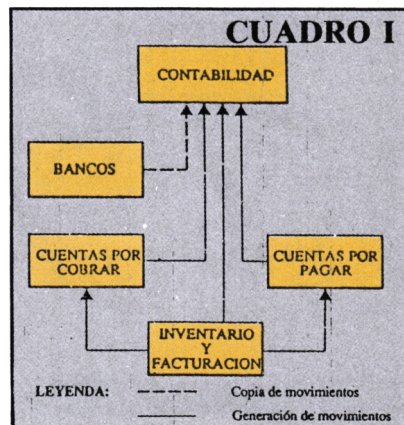 CUADRO I
CONTABILIDAD
BANCOS
CUENTAS POR
COBRAR
CUENTAS POR
PAGAR
INVENTARIO
Y
FACTURACION
LEYENDA:
Copia de movimientos
Generación de movimientos